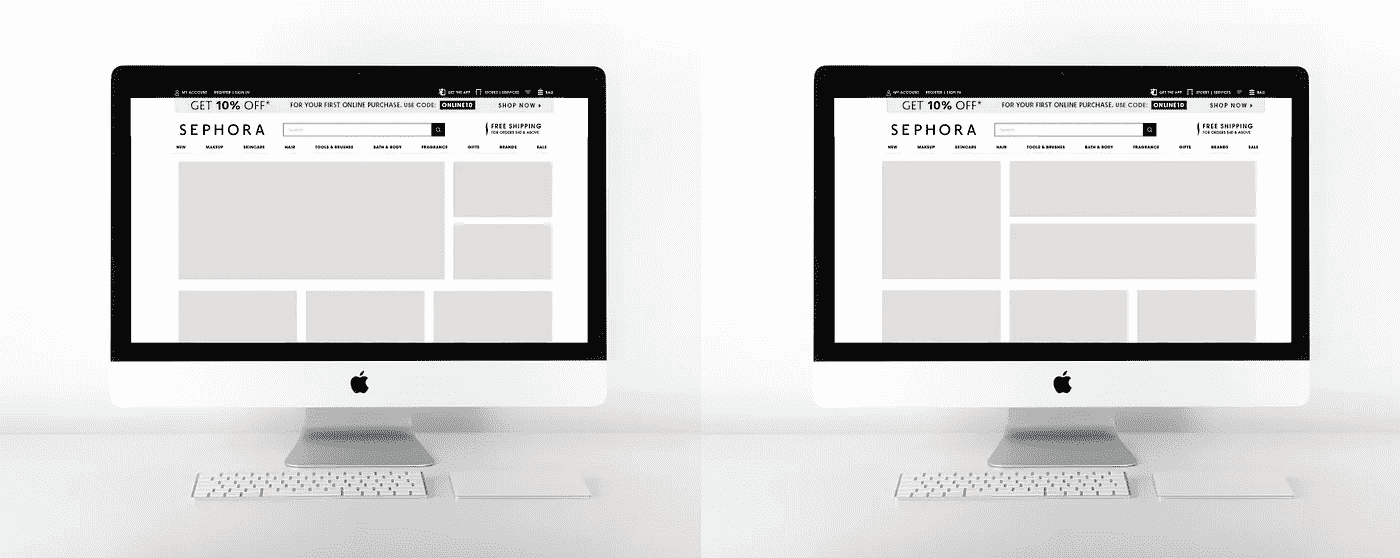 MY ACCOUNT REGISTER | SIGN IN GET THE APP STORES | SERVICES BAG
GET 10% OFF* FOR YOUR FIRST ONLINE PURCHASE. USE CODE: ONLINE10 SHOP NOW
SEPHORA Search FREE SHIPPING
FOR ORDERS $40 & ABOVE
NEW MAKEUP SKINCARE HAIR TOOLS & BRUSHES BATH & BODY FRAGRANCE GIFTS BRANDS SALE
MY ACCOUNT REGISTER | SIGN IN GET THE APP STORES | SERVICES BAG
GET 10% OFF* FOR YOUR FIRST ONLINE PURCHASE. USE CODE: ONLINE10 SHOP NOW
SEPHORA Search FREE SHIPPING
FOR ORDERS $40 & ABOVE
NEW MAKEUP SKINCARE HAIR TOOLS & BRUSHES BATH & BODY FRAGRANCE GIFTS BRANDS SALE